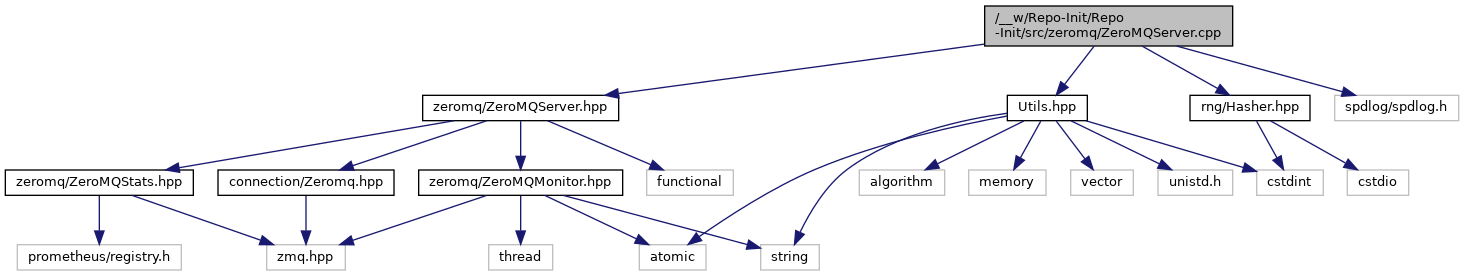 /__w/Repo-Init/Repo
-Init/src/zeromq/ZeroMQServer.cpp
zeromq/ZeroMQServer.hpp
Utils.hpp
rng/Hasher.hpp
spdlog/spdlog.h
zeromq/ZeroMQStats.hpp
connection/Zeromq.hpp
zeromq/ZeroMQMonitor.hpp
functional
algorithm
memory
vector
unistd.h
cstdint
cstdio
prometheus/registry.h
zmq.hpp
thread
atomic
string